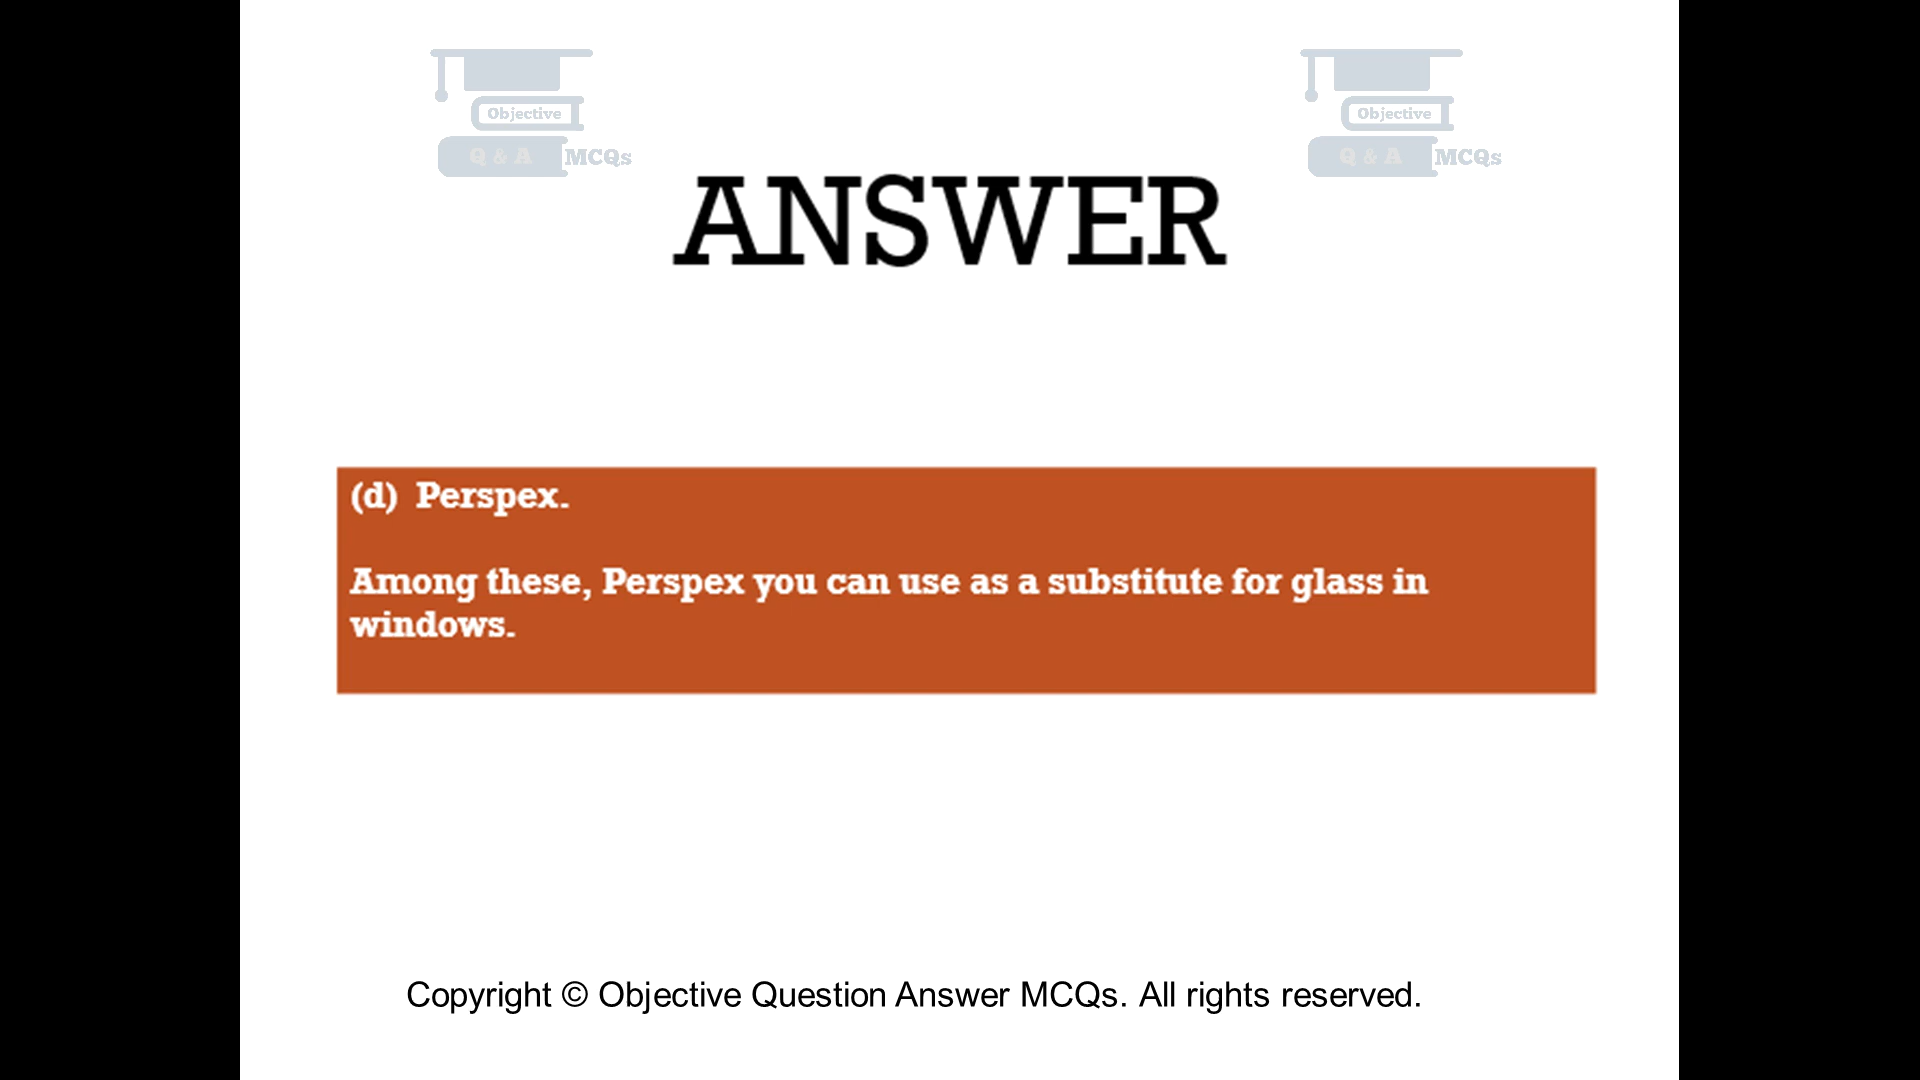 Objective
Q & A MCQs
Objective
Q & A MCQs
ANSWER
(d) Perspex.
Among these, Perspex you can use as a substitute for glass in
windows.
Copyright © Objective Question Answer MCQs. All rights reserved.